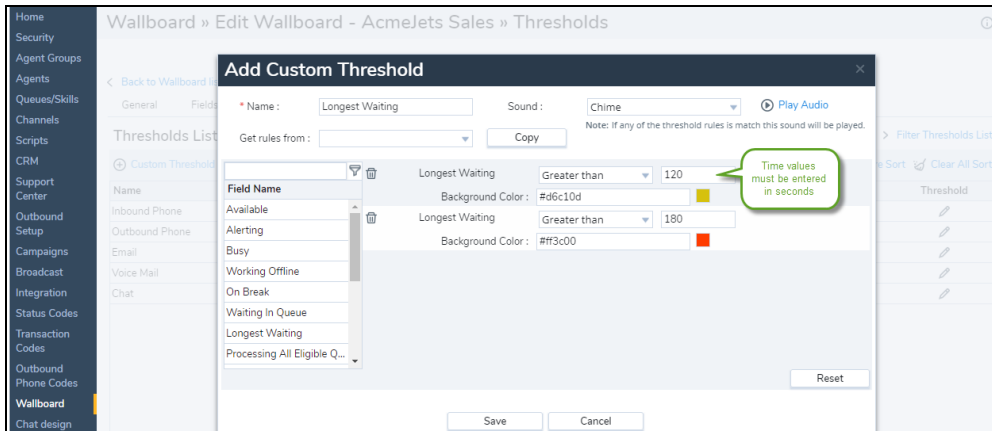 Home
Security
Agent Groups
Agents
Queues/Skills
Channels
Scripts
CRM
Support
Center
Outbound
Setup
Campaigns
Broadcast
Integration
Status Codes
Transaction
Codes
Outbound
Phone Codes
Wallboard
Chat design
Wallboard » Edit Wallboard - AcmeJets Sales » Thresholds
< Back to Wallboard
General Fields
Thresholds List
> Filter Thresholds List
Custom Threshold
Sort Clear All Sort
Name Threshold
Inbound Phone
Outbound Phone
Email
Voice Mail
Chat
Add Custom Threshold
* Name : Longest Waiting Sound : Chime Play Audio
Note: If any of the threshold rules is match this sound will be played.
Get rules from : Copy
Field Name
Available
Alerting
Busy
Working Offline
On Break
Waiting In Queue
Longest Waiting
Processing All Eligible Q...
Longest Waiting Greater than 120
Background Color : #d6c10d
Longest Waiting Greater than 180
Background Color : #ff3c00
Time values
must be entered
in seconds
Reset
Save Cancel